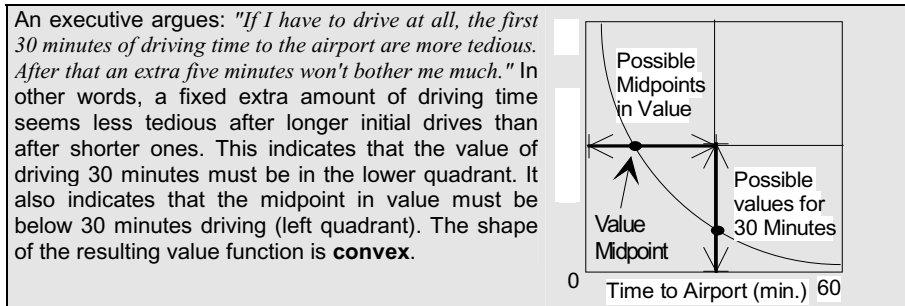 An executive argues: "If I have to drive at all, the first
30 minutes of driving time to the airport are more tedious.
After that an extra five minutes won't bother me much." In
other words, a fixed extra amount of driving time
seems less tedious after longer initial drives than
after shorter ones. This indicates that the value of
driving 30 minutes must be in the lower quadrant. It
also indicates that the midpoint in value must be
below 30 minutes driving (left quadrant). The shape
of the resulting value function is convex.
Possible
Midpoints
in Value
Possible
values for
30 Minutes
Value
Midpoint
0
Time to Airport (min.) 60